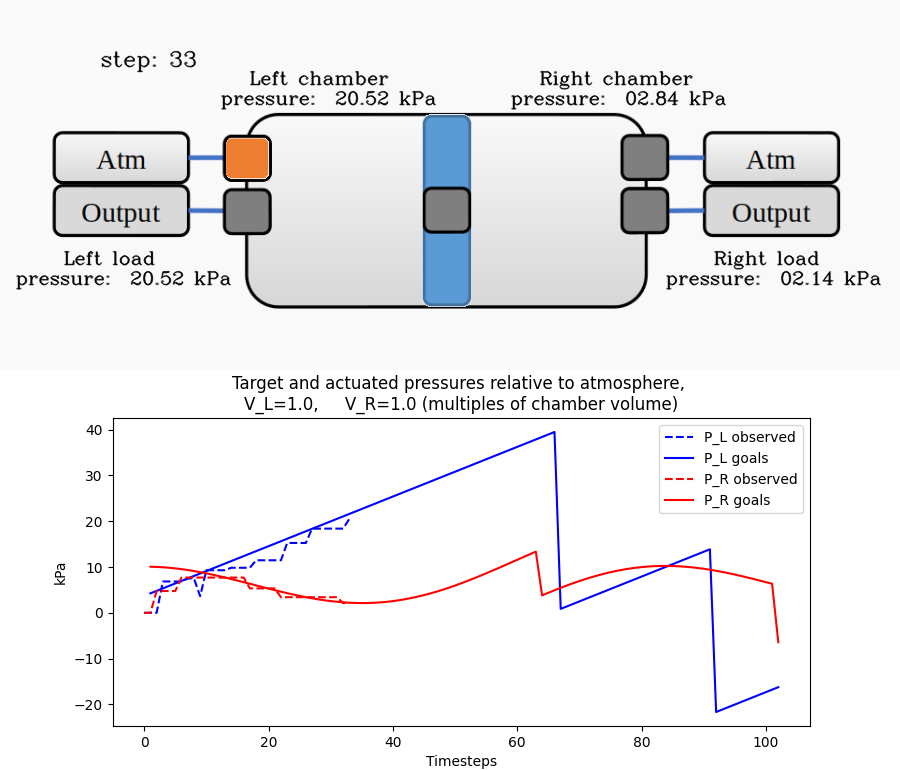 step: 33
Left chamber
pressure: 20.52 kPa
Right chamber
pressure: 02.84 kPa
Atm
Atm
Output
Output
Left load
pressure: 20.52 kPa
Right load
pressure: 02.14 kPa
Target and actuated pressures relative to atmosphere,
V_L=1.0, V_R=1.0 (multiples of chamber volume)
P_L observed
P_L goals
P_R observed
P_R goals
kPa
40
30
20
10
0
−10
−20
0 20 40 60 80 100
Timesteps